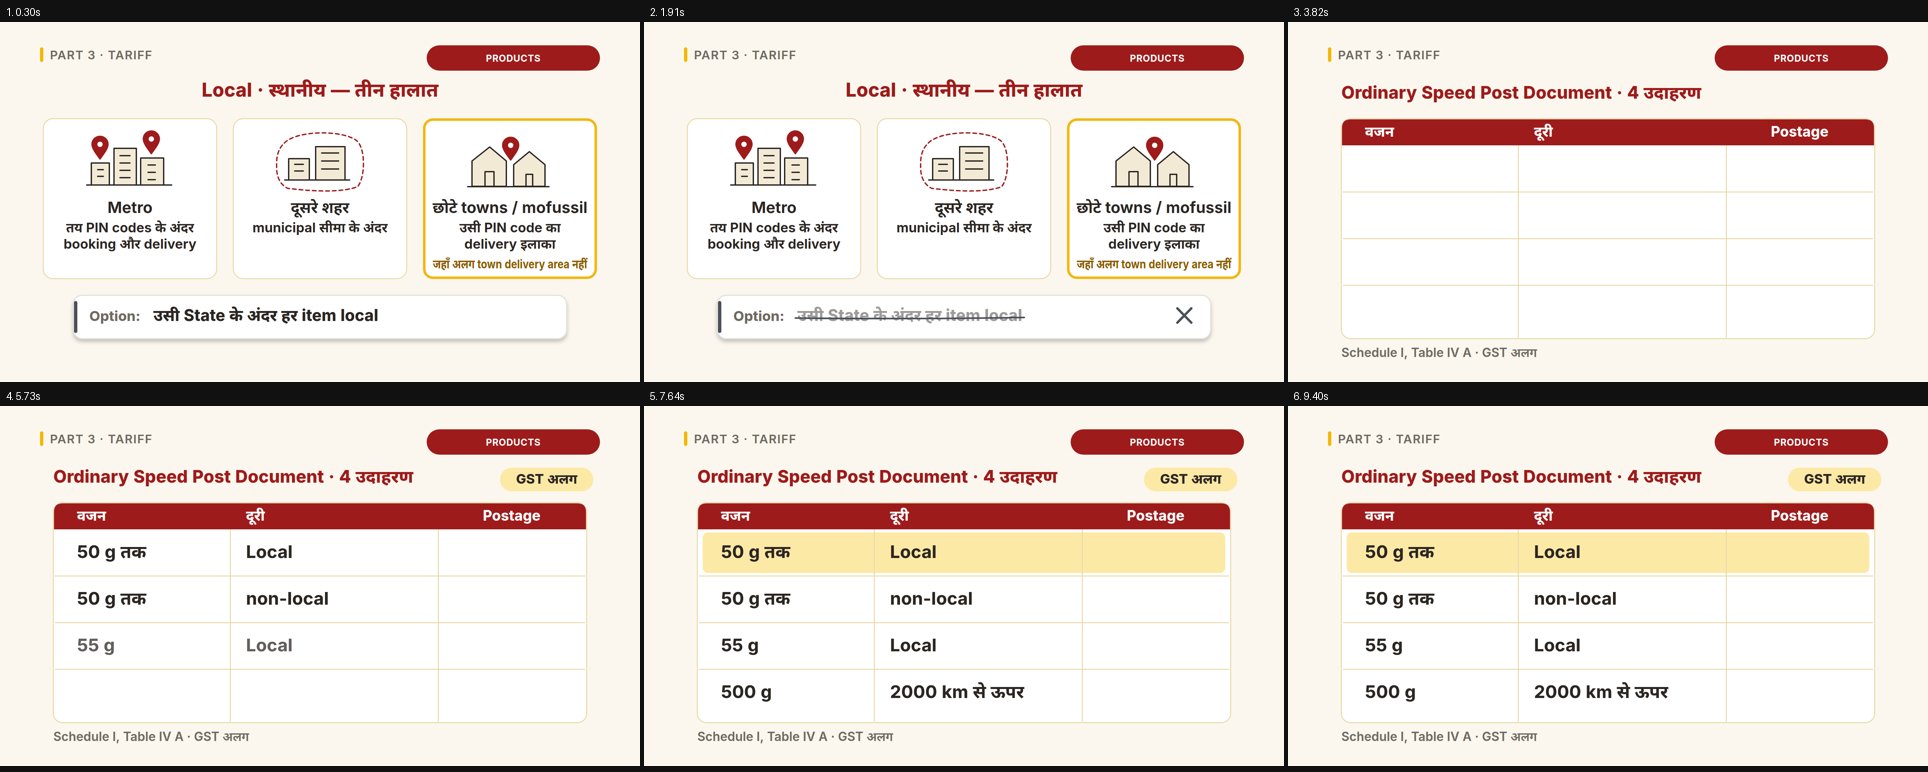 1. 0.30s
PART 3 · TARIFF
PRODUCTS
Local · स्थानीय — तीन हालात
Metro
तय PIN codes के अंदर
booking और delivery
दूसरे शहर
municipal सीमा के अंदर
छोटे towns / mofussil
उसी PIN code का
delivery इलाका
जहाँ अलग town delivery area नहीं
Option: उसी State के अंदर हर item local
2. 1.91s
PART 3 · TARIFF
PRODUCTS
Local · स्थानीय — तीन हालात
Metro
तय PIN codes के अंदर
booking और delivery
दूसरे शहर
municipal सीमा के अंदर
छोटे towns / mofussil
उसी PIN code का
delivery इलाका
जहाँ अलग town delivery area नहीं
Option: उसी State के अंदर हर item local
3. 3.82s
PART 3 · TARIFF
PRODUCTS
Ordinary Speed Post Document · 4 उदाहरण
वजन दूरी Postage
Schedule I, Table IV A · GST अलग
4. 5.73s
PART 3 · TARIFF
PRODUCTS
Ordinary Speed Post Document · 4 उदाहरण
GST अलग
वजन दूरी Postage
50 g तक Local
50 g तक non-local
55 g Local
Schedule I, Table IV A · GST अलग
5. 7.64s
PART 3 · TARIFF
PRODUCTS
Ordinary Speed Post Document · 4 उदाहरण
GST अलग
वजन दूरी Postage
50 g तक Local
50 g तक non-local
55 g Local
500 g 2000 km से ऊपर
Schedule I, Table IV A · GST अलग
6. 9.40s
PART 3 · TARIFF
PRODUCTS
Ordinary Speed Post Document · 4 उदाहरण
GST अलग
वजन दूरी Postage
50 g तक Local
50 g तक non-local
55 g Local
500 g 2000 km से ऊपर
Schedule I, Table IV A · GST अलग